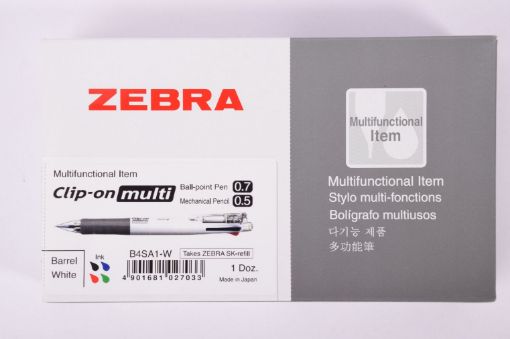 ZEBRA
Multifunctional Item
Clip-on multi
Ball-point Pen 0.7
Mechanical Pencil 0.5
Barrel
White
Ink
B4SA1-W
Takes ZEBRA SK-refill
4 901681 027033
1 Doz.
Made in Japan
Multifunctional
Item
Multifunctional Item
Stylo multi-fonctions
Bolígrafo multiusos
다기능 제품
多功能筆